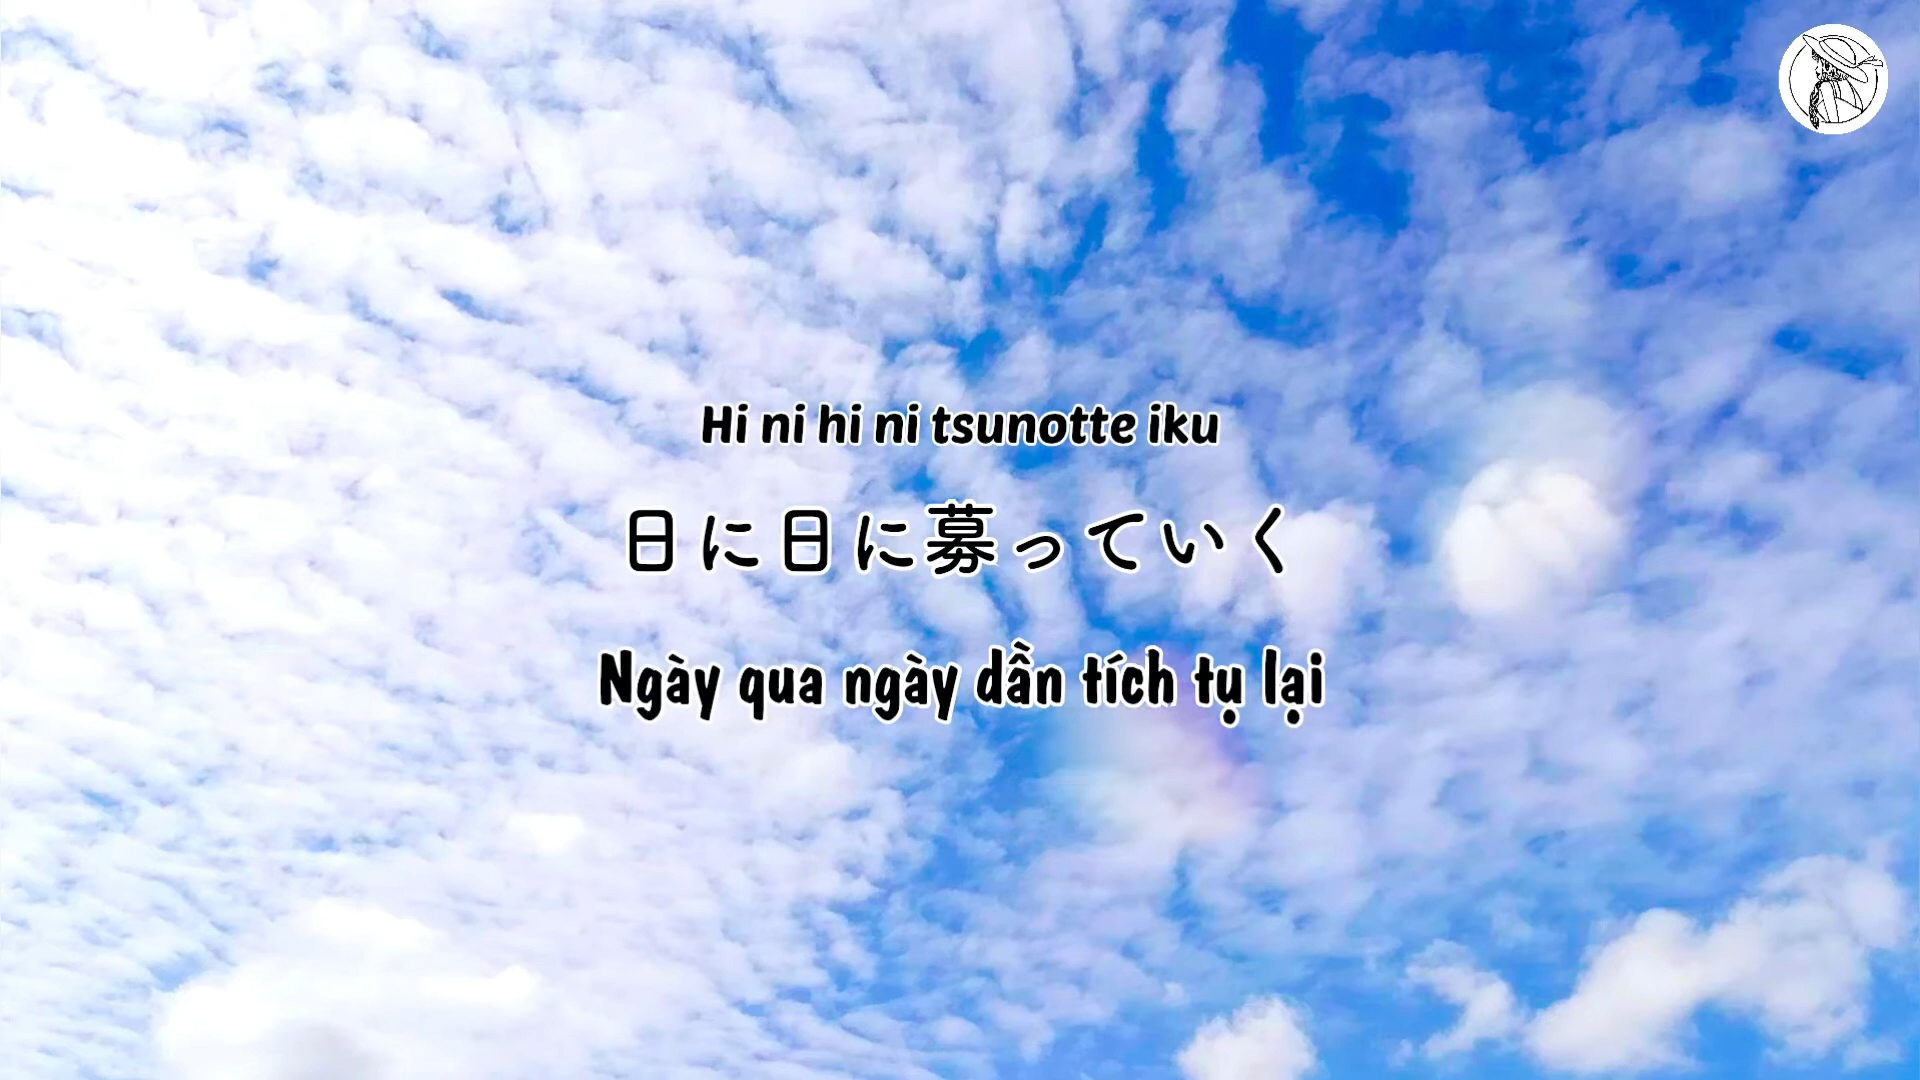 Hi ni hi ni tsunotte iku
日に日に募っていく
Ngày qua ngày dần tích tụ lại